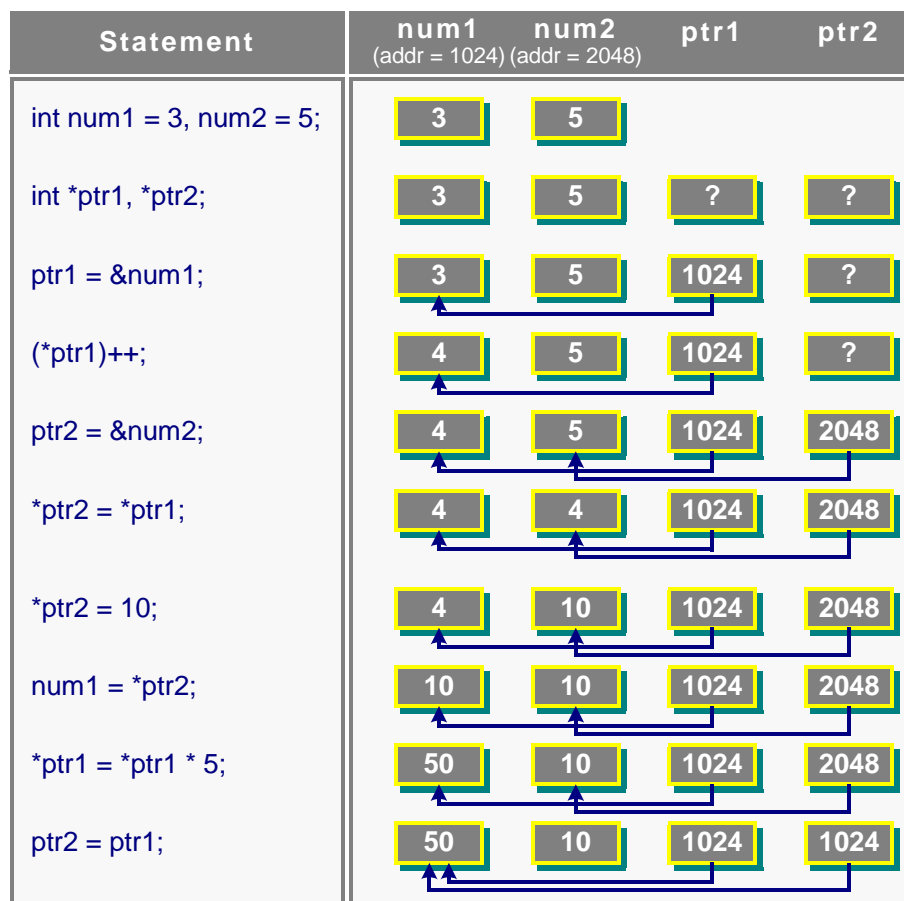 Statement num1 num2 ptr1 ptr2
(addr = 1024) (addr = 2048)
int num1 = 3, num2 = 5; 3 5
int *ptr1, *ptr2; 3 5 ? ?
ptr1 = &num1; 3 5 1024 ?
(*ptr1)++; 4 5 1024 ?
ptr2 = &num2; 4 5 1024 2048
*ptr2 = *ptr1; 4 4 1024 2048
*ptr2 = 10; 4 10 1024 2048
num1 = *ptr2; 10 10 1024 2048
*ptr1 = *ptr1 * 5; 50 10 1024 2048
ptr2 = ptr1; 50 10 1024 1024